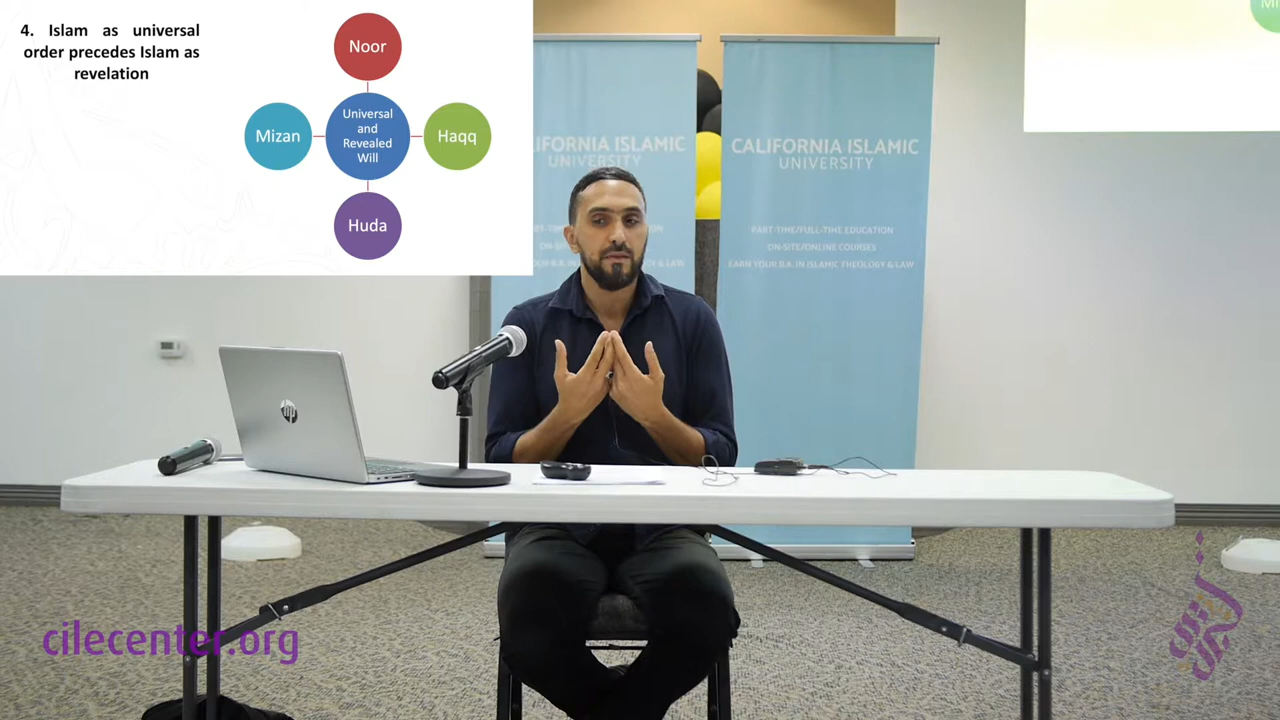 4. Islam as universal
order precedes Islam as
revelation
Noor
Mizan
Universal
and
Revealed
Will
Haqq
Huda
IFORNIA ISLAMIC
UNIVERSITY
CALIFORNIA ISLAMIC
UNIVERSITY
PART-TIME/FULL-TIME EDUCATION
ON-SITE/ONLINE COURSES
EARN YOUR B.A. IN ISLAMIC THEOLOGY & LAW
hp
cilecenter.org